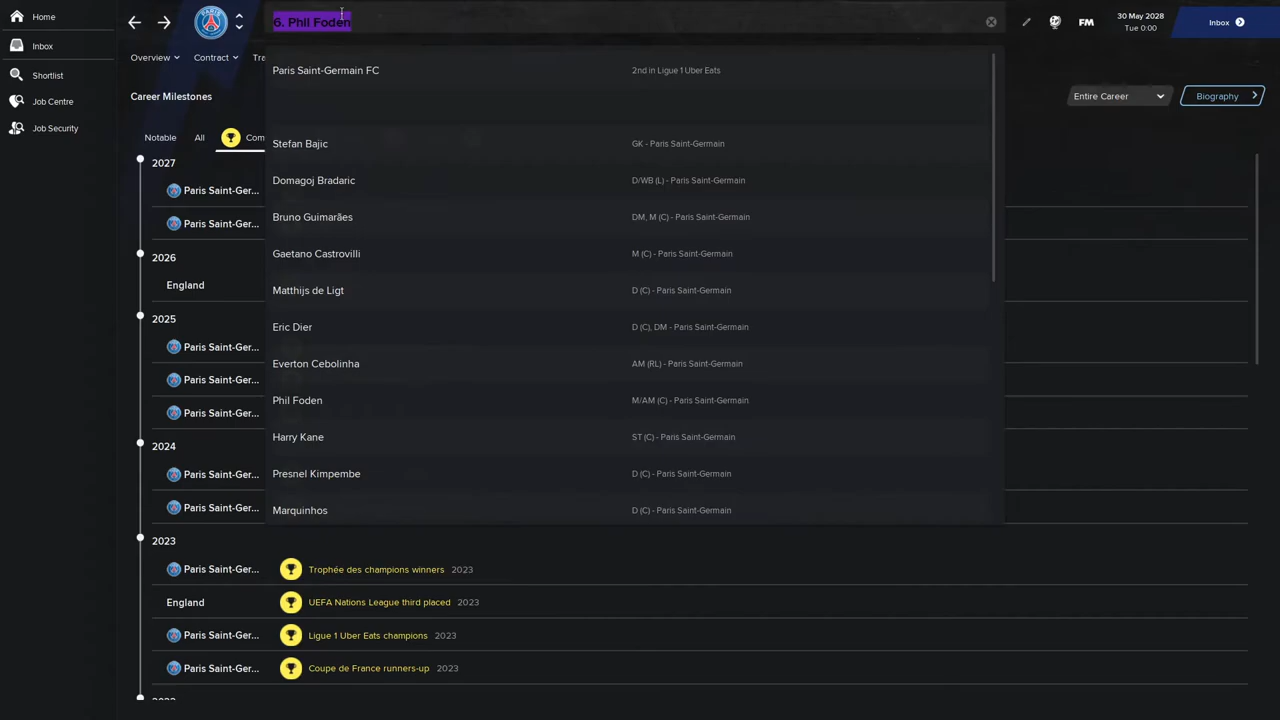 Home
6. Phil Foden
FM
30 May 2028
Tue 0:00
Inbox
Inbox
Shortlist
Job Centre
Job Security
Overview
Contract
Tra
Career Milestones
Entire Career
Biography
Notable
All
Com
Paris Saint-Germain FC
2nd in Ligue 1 Uber Eats
Stefan Bajic
GK - Paris Saint-Germain
Domagoj Bradaric
D/WB (L) - Paris Saint-Germain
Bruno Guimarães
DM, M (C) - Paris Saint-Germain
Gaetano Castrovilli
M (C) - Paris Saint-Germain
Matthijs de Ligt
D (C) - Paris Saint-Germain
Eric Dier
D (C), DM - Paris Saint-Germain
Everton Cebolinha
AM (RL) - Paris Saint-Germain
Phil Foden
M/AM (C) - Paris Saint-Germain
Harry Kane
ST (C) - Paris Saint-Germain
Presnel Kimpembe
D (C) - Paris Saint-Germain
Marquinhos
D (C) - Paris Saint-Germain
2027
Paris Saint-Ger...
Paris Saint-Ger...
2026
England
2025
Paris Saint-Ger...
Paris Saint-Ger...
Paris Saint-Ger...
2024
Paris Saint-Ger...
Paris Saint-Ger...
2023
Paris Saint-Ger...
Trophée des champions winners 2023
England
UEFA Nations League third placed 2023
Paris Saint-Ger...
Ligue 1 Uber Eats champions 2023
Paris Saint-Ger...
Coupe de France runners-up 2023